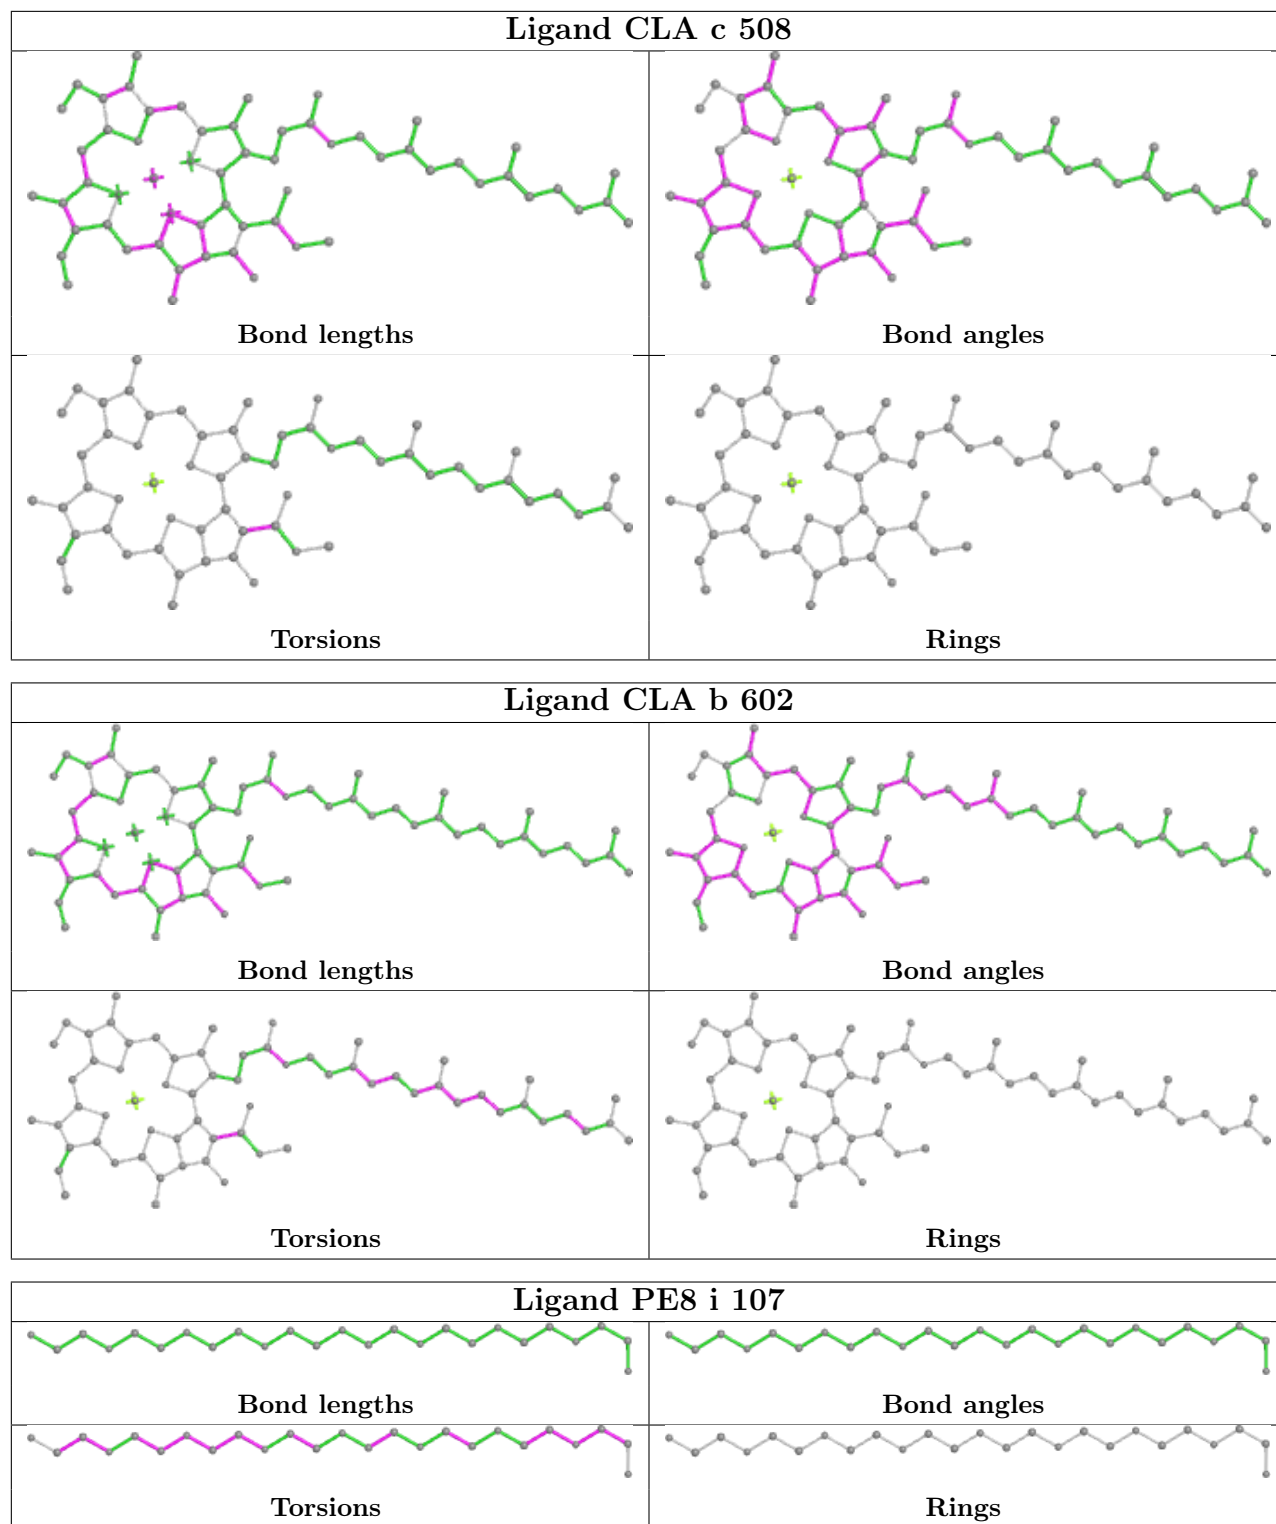 Ligand CLA c 508
Bond lengths
Bond angles
Torsions
Rings
Ligand CLA b 602
Bond lengths
Bond angles
Torsions
Rings
Ligand PE8 i 107
Bond lengths
Bond angles
Torsions
Rings